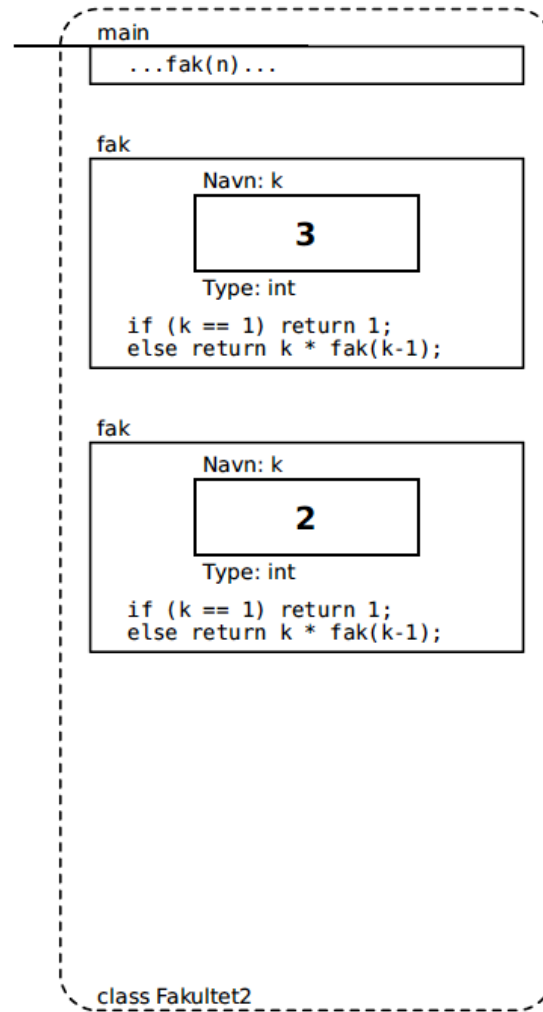 main
...fak(n)...
fak
Navn: k
3
Type: int
if (k == 1) return 1;
else return k * fak(k-1);
fak
Navn: k
2
Type: int
if (k == 1) return 1;
else return k * fak(k-1);
class Fakultet2